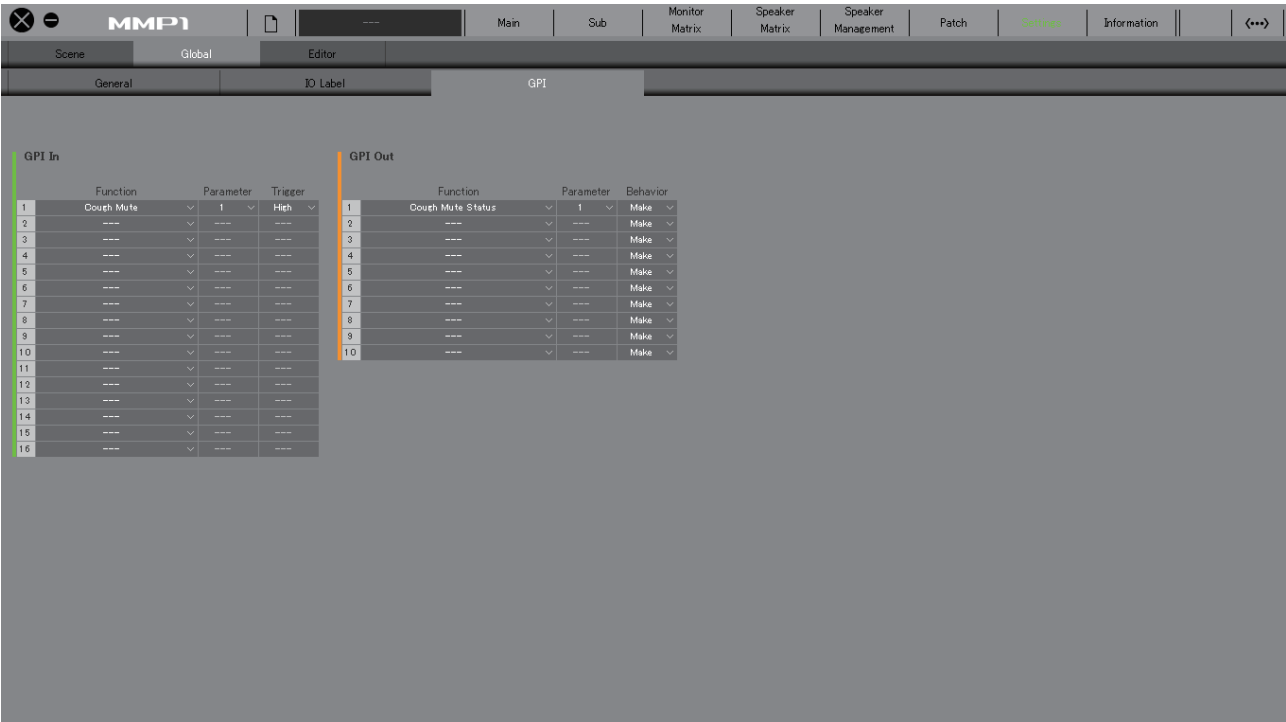 MMP1 --- Main Sub Monitor Matrix Speaker Matrix Speaker Management Patch Information
Scene Global Editor
General IO Label GPI
GPI In GPI Out
Function Parameter Trigger Function Parameter Behavior
1 Cough Mute 1 High 1 Cough Mute Status 1 Make
2 --- --- --- 2 --- --- Make
3 --- --- --- 3 --- --- Make
4 --- --- --- 4 --- --- Make
5 --- --- --- 5 --- --- Make
6 --- --- --- 6 --- --- Make
7 --- --- --- 7 --- --- Make
8 --- --- --- 8 --- --- Make
9 --- --- --- 9 --- --- Make
10 --- --- --- 10 --- --- Make
11 --- --- ---
12 --- --- ---
13 --- --- ---
14 --- --- ---
15 --- --- ---
16 --- --- ---